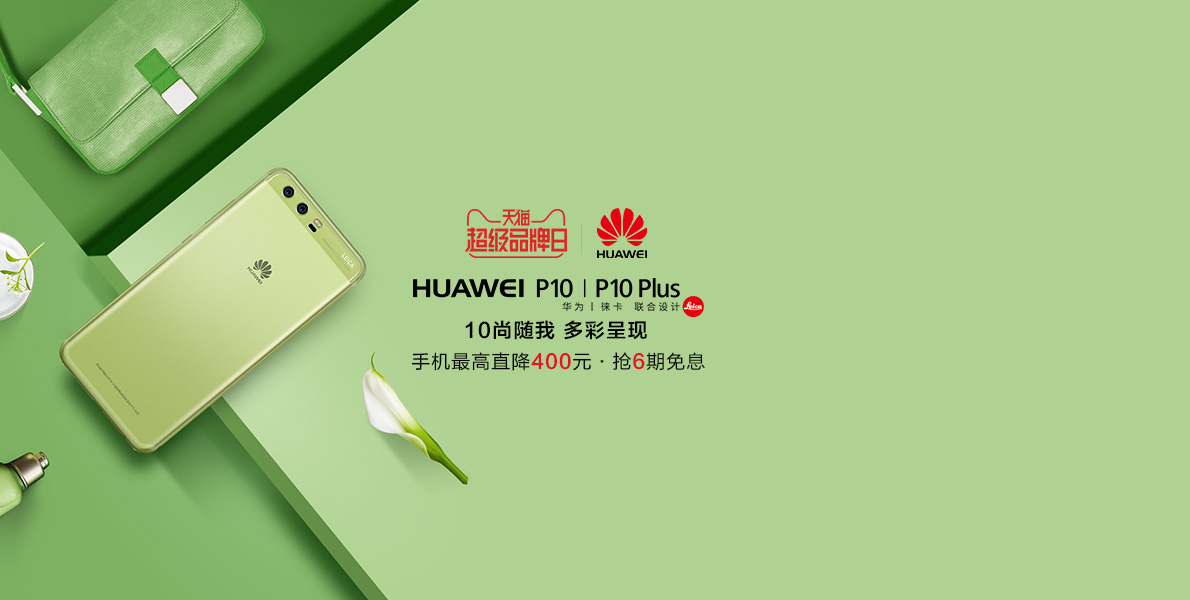 天猫
超级品牌日
HUAWEI
HUAWEI P10 | P10 Plus
华为 | 徕卡 联合设计 Leica
10尚随我 多彩呈现
手机最高直降400元 · 抢6期免息
LEICA
HUAWEI